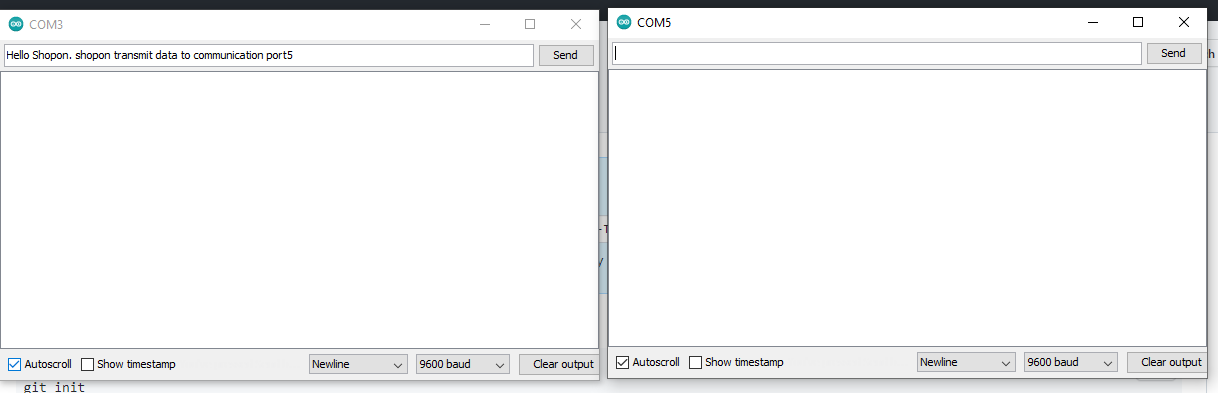 COM3
Hello Shopon. shopon transmit data to communication port5
Send
Autoscroll
Show timestamp
Newline
9600 baud
Clear output
COM5
Send
Autoscroll
Show timestamp
Newline
9600 baud
Clear output
h
-T
y
git init